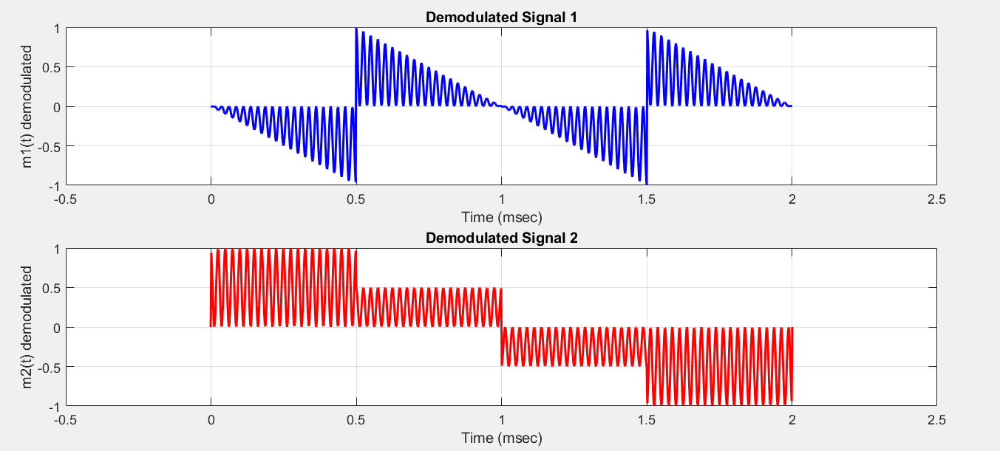 Demodulated Signal 1
m1(t) demodulated
1
0.5
0
-0.5
-1
-0.5 0 0.5 1 1.5 2 2.5
Time (msec)
Demodulated Signal 2
m2(t) demodulated
1
0.5
0
-0.5
-1
-0.5 0 0.5 1 1.5 2 2.5
Time (msec)